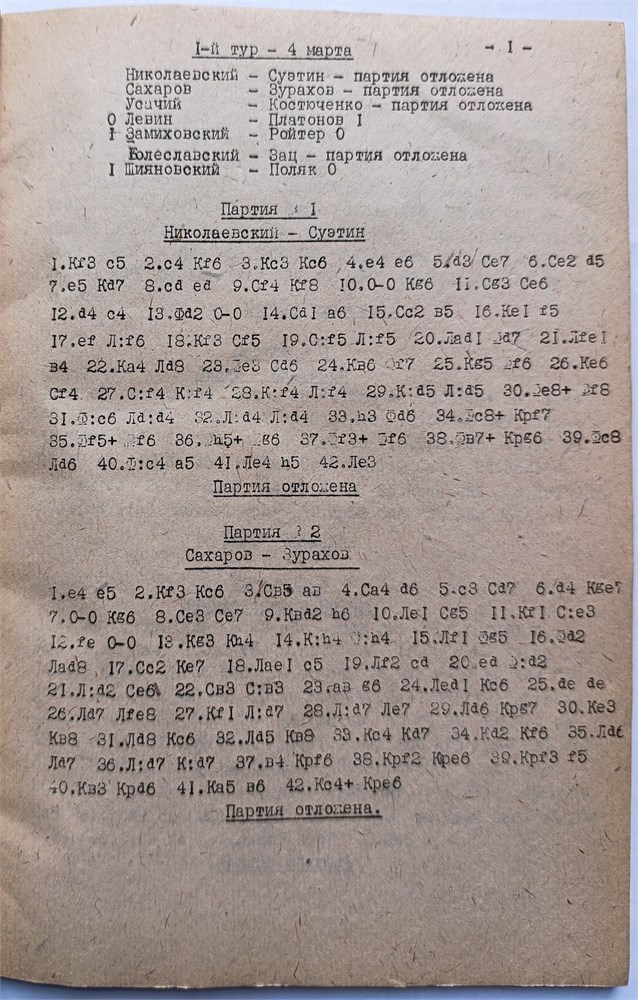 I-й тур - 4 марта - I -
Николаевский - Суэтин - партия отложена
Сахаров - Зурахов - партия отложена
Усачий - Костюченко - партия отложена
0 Левин - Платонов I
I Замиховский - Ройтер 0
Болеславский - Зац - партия отложена
I Шияновский - Поляк 0
Партия I
Николаевский - Суэтин
I.Кf3 c5 2.c4 Кf6 3.Кc3 Кc6 4.e4 e6 5.d3 Сe7 6.Сe2 d5
7.e5 Кd7 8.cd ed 9.Сf4 Кf8 I0.0-0 Кg6 II.Сg3 Сe6
I2.d4 c4 I3.Фd2 0-0 I4.Сd1 a6 I5.Сc2 в5 I6.КeI f5
I7.ef Л:f6 I8.Кf3 Сf5 I9.С:f5 Л:f5 20.ЛadI Фd7 2I.ЛfeI
в4 22.Кa4 Лd8 23.Фe3 Сd6 24.Кв6 Фf7 25.Кg5 Фf6 26.Кe6
Сf4 27.С:f4 К:f4 28.К:f4 Л:f4 29.К:d5 Л:d5 30.Фe8+ Фf8
3I.Ф:c6 Лd:d4 32.Л:d4 Л:d4 33.h3 Фd6 34.Фc8+ Крf7
35.Фf5+ Фf6 36.Фh5+ Фg6 37.Фf3+ Фf6 38.Фв7+ Крg6 39.Фc8
Лd6 40.Ф:c4 a5 4I.Лe4 h5 42.Лe3
Партия отложена
Партия 2
Сахаров - Зурахов
I.e4 e5 2.Кf3 Кc6 3.Св5 aв 4.Сa4 d6 5.c3 Сd7 6.d4 Кge7
7.0-0 Кg6 8.Сe3 Сe7 9.Квd2 h6 I0.ЛeI Сg5 II.КfI С:e3
I2.fe 0-0 I3.Кg3 Кh4 I4.К:h4 Ф:h4 I5.ЛfI Фg5 I6.Фd2
Лad8 I7.Сc2 Кe7 I8.ЛaeI c5 I9.Лf2 cd 20.ed Ф:d2
2I.Л:d2 Сe6 22.Св3 С:в3 23.aв g6 24.ЛedI Кc6 25.de de
26.Лd7 Лfe8 27.КfI Л:d7 28.Л:d7 Лe7 29.Лd6 Крg7 30.Кe3
Кв8 3I.Лd8 Кc6 32.Лd5 Кв8 33.Кc4 Кd7 34.Кd2 Кf6 35.Лd6
Лd7 36.Л:d7 К:d7 37.в4 Крf6 38.Крf2 Крe6 39.Крf3 f5
40.Кв3 Крd6 4I.Кa5 в6 42.Кc4+ Крe6
Партия отложена.